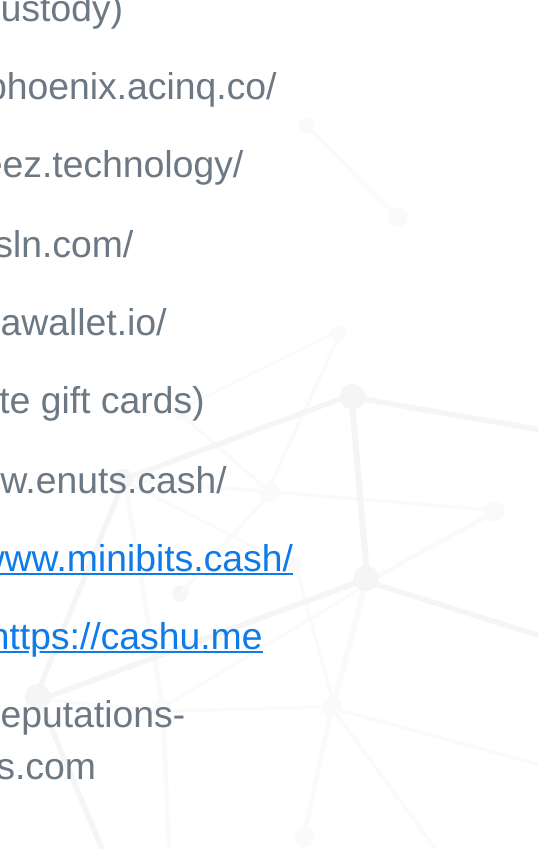 ustody)
phoenix.acinq.co/
eez.technology/
sln.com/
awallet.io/
te gift cards)
w.enuts.cash/
www.minibits.cash/
https://cashu.me
eputations-
s.com